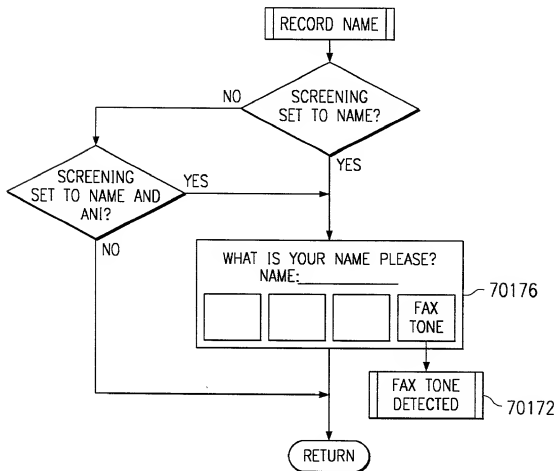 RECORD NAME
SCREENING
SET TO NAME?
NO
YES
SCREENING
SET TO NAME AND
ANI?
YES
NO
WHAT IS YOUR NAME PLEASE?
NAME:
FAX
TONE
70176
FAX TONE
DETECTED
70172
RETURN